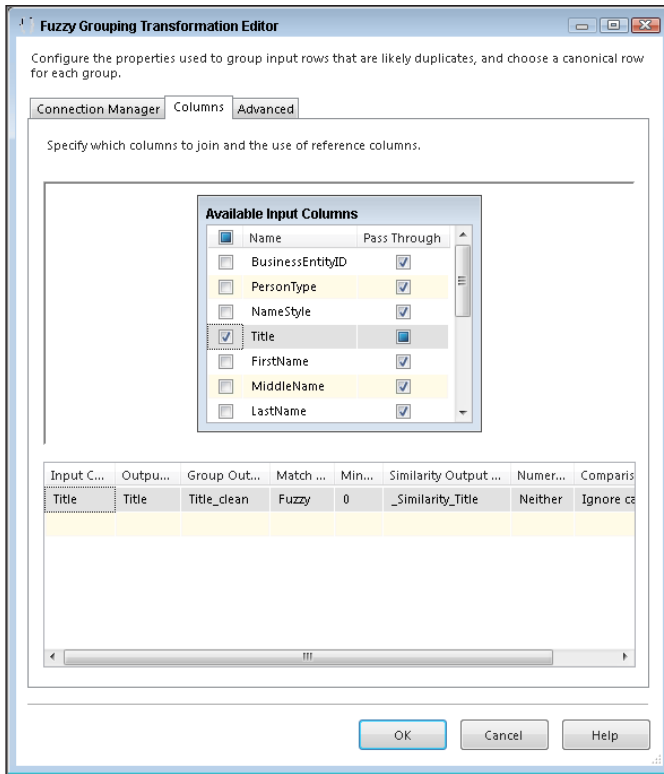 Fuzzy Grouping Transformation Editor
Configure the properties used to group input rows that are likely duplicates, and choose a canonical row
for each group.
Connection Manager Columns Advanced
Specify which columns to join and the use of reference columns.
Available Input Columns
Name Pass Through
BusinessEntityID
PersonType
NameStyle
Title
FirstName
MiddleName
LastName
Input C... Outpu... Group Out... Match ... Min... Similarity Output ... Numer... Comparis
Title Title Title_clean Fuzzy 0 _Similarity_Title Neither Ignore ca
OK Cancel Help